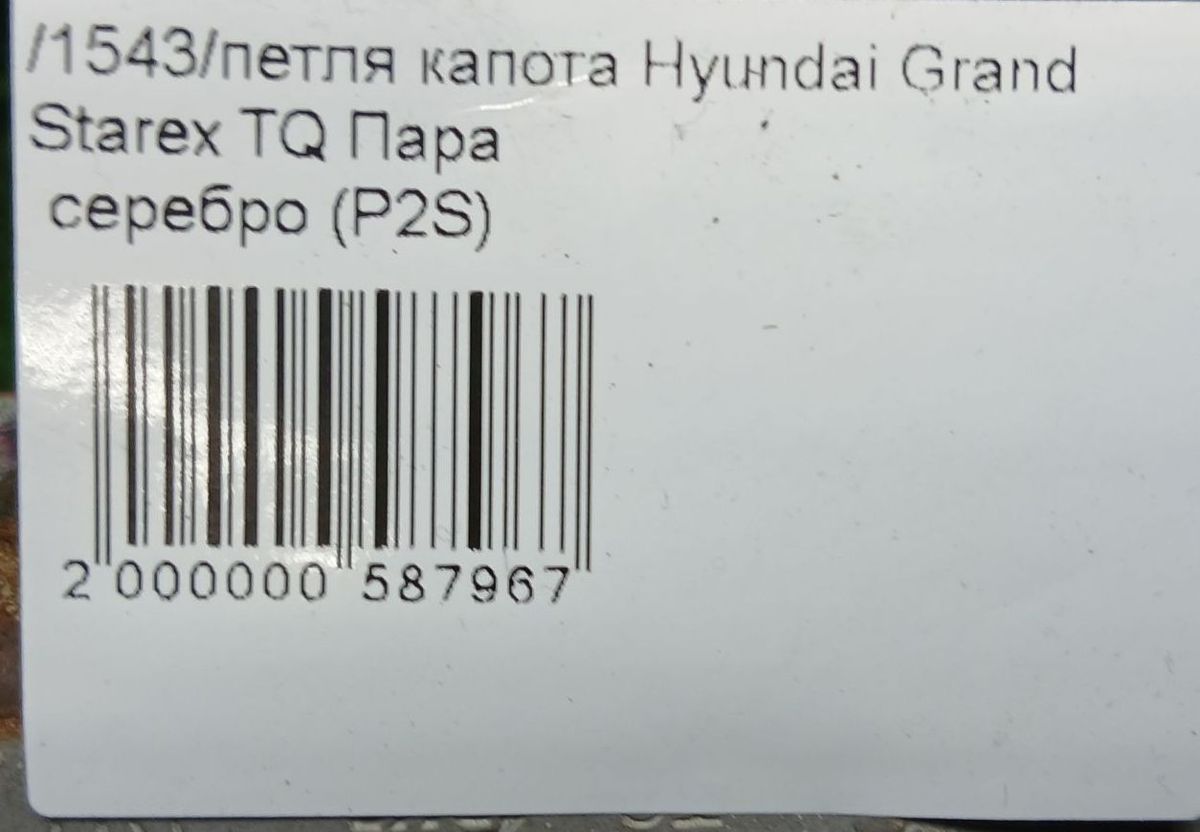 /1543/петля капота Hyundai Grand
Starex TQ Пара
серебро (P2S)
2 000000 587967